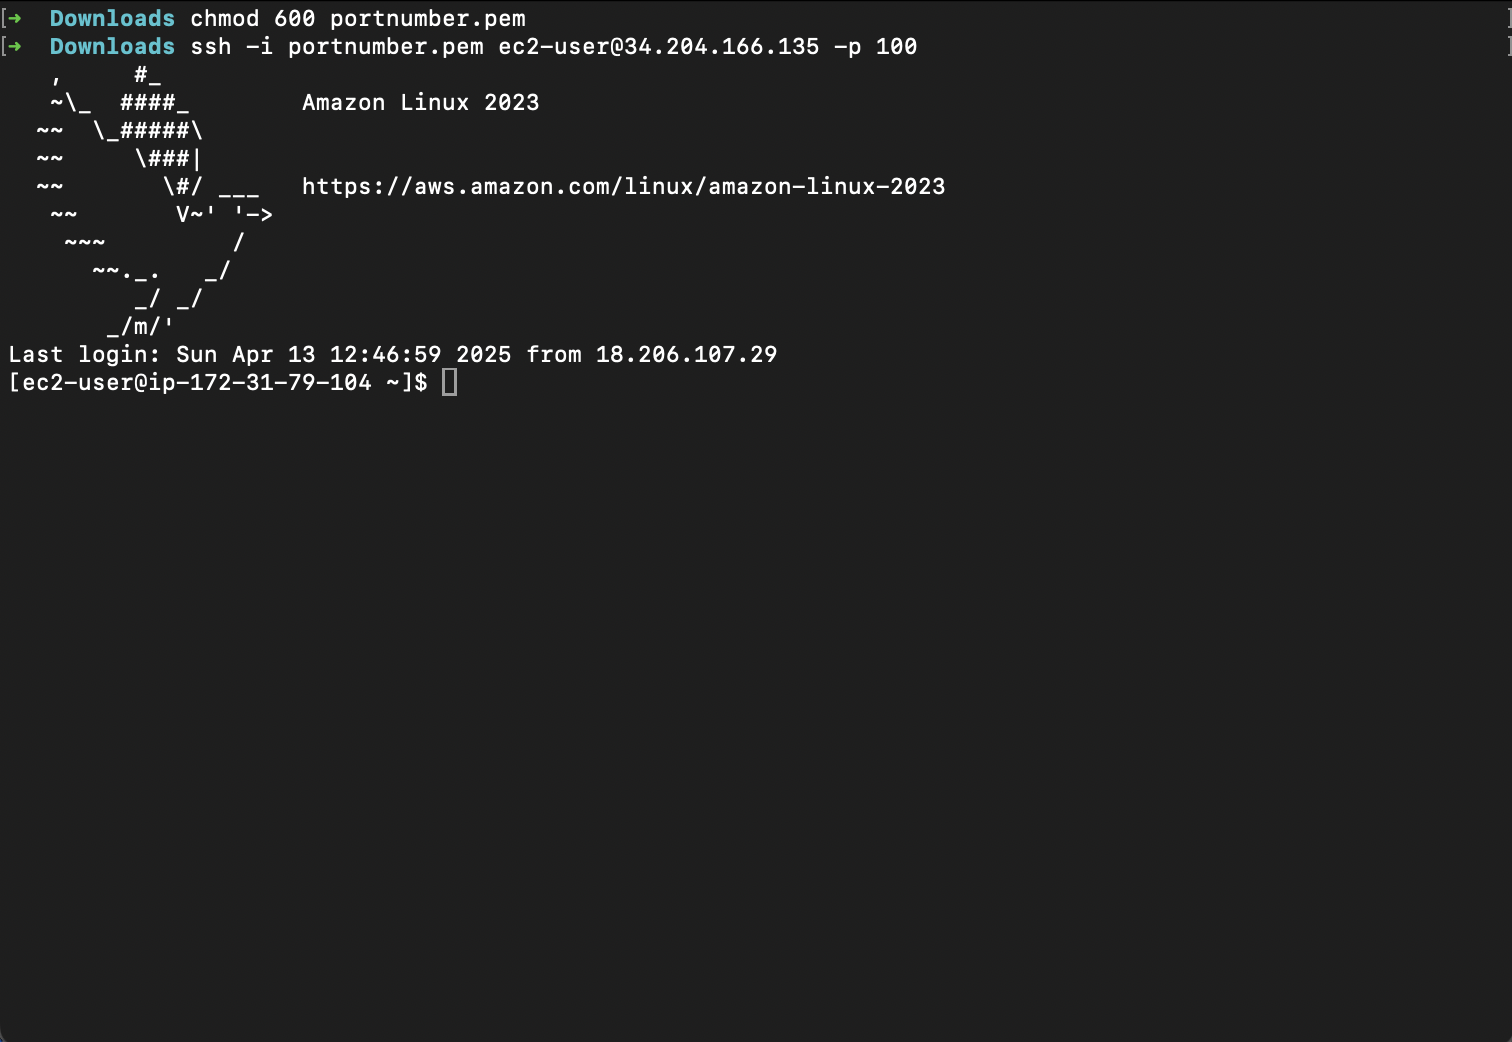 [➜  Downloads chmod 600 portnumber.pem ]
[➜  Downloads ssh -i portnumber.pem ec2-user@34.204.166.135 -p 100 ]
   ,     #_
   ~\_  ####_        Amazon Linux 2023
  ~~  \_#####\
  ~~     \###|
  ~~       \#/ ___   https://aws.amazon.com/linux/amazon-linux-2023
   ~~       V~' '->
    ~~~         /
      ~~._.   _/
         _/ _/
       _/m/'
Last login: Sun Apr 13 12:46:59 2025 from 18.206.107.29
[ec2-user@ip-172-31-79-104 ~]$